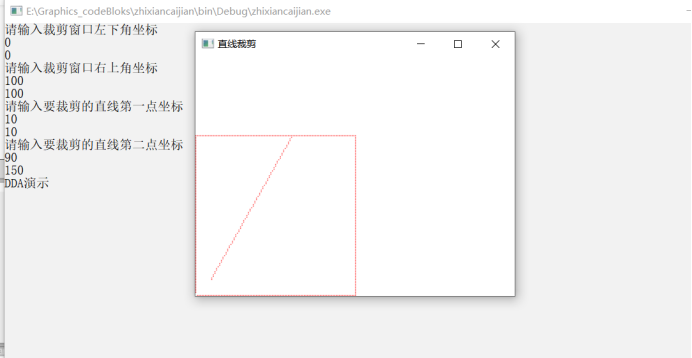 E:\Graphics_codeBloks\zhixiancaijian\bin\Debug\zhixiancaijian.exe
请输入裁剪窗口左下角坐标
0
0
请输入裁剪窗口右上角坐标
100
100
请输入要裁剪的直线第一点坐标
10
10
请输入要裁剪的直线第二点坐标
90
150
DDA演示
直线裁剪